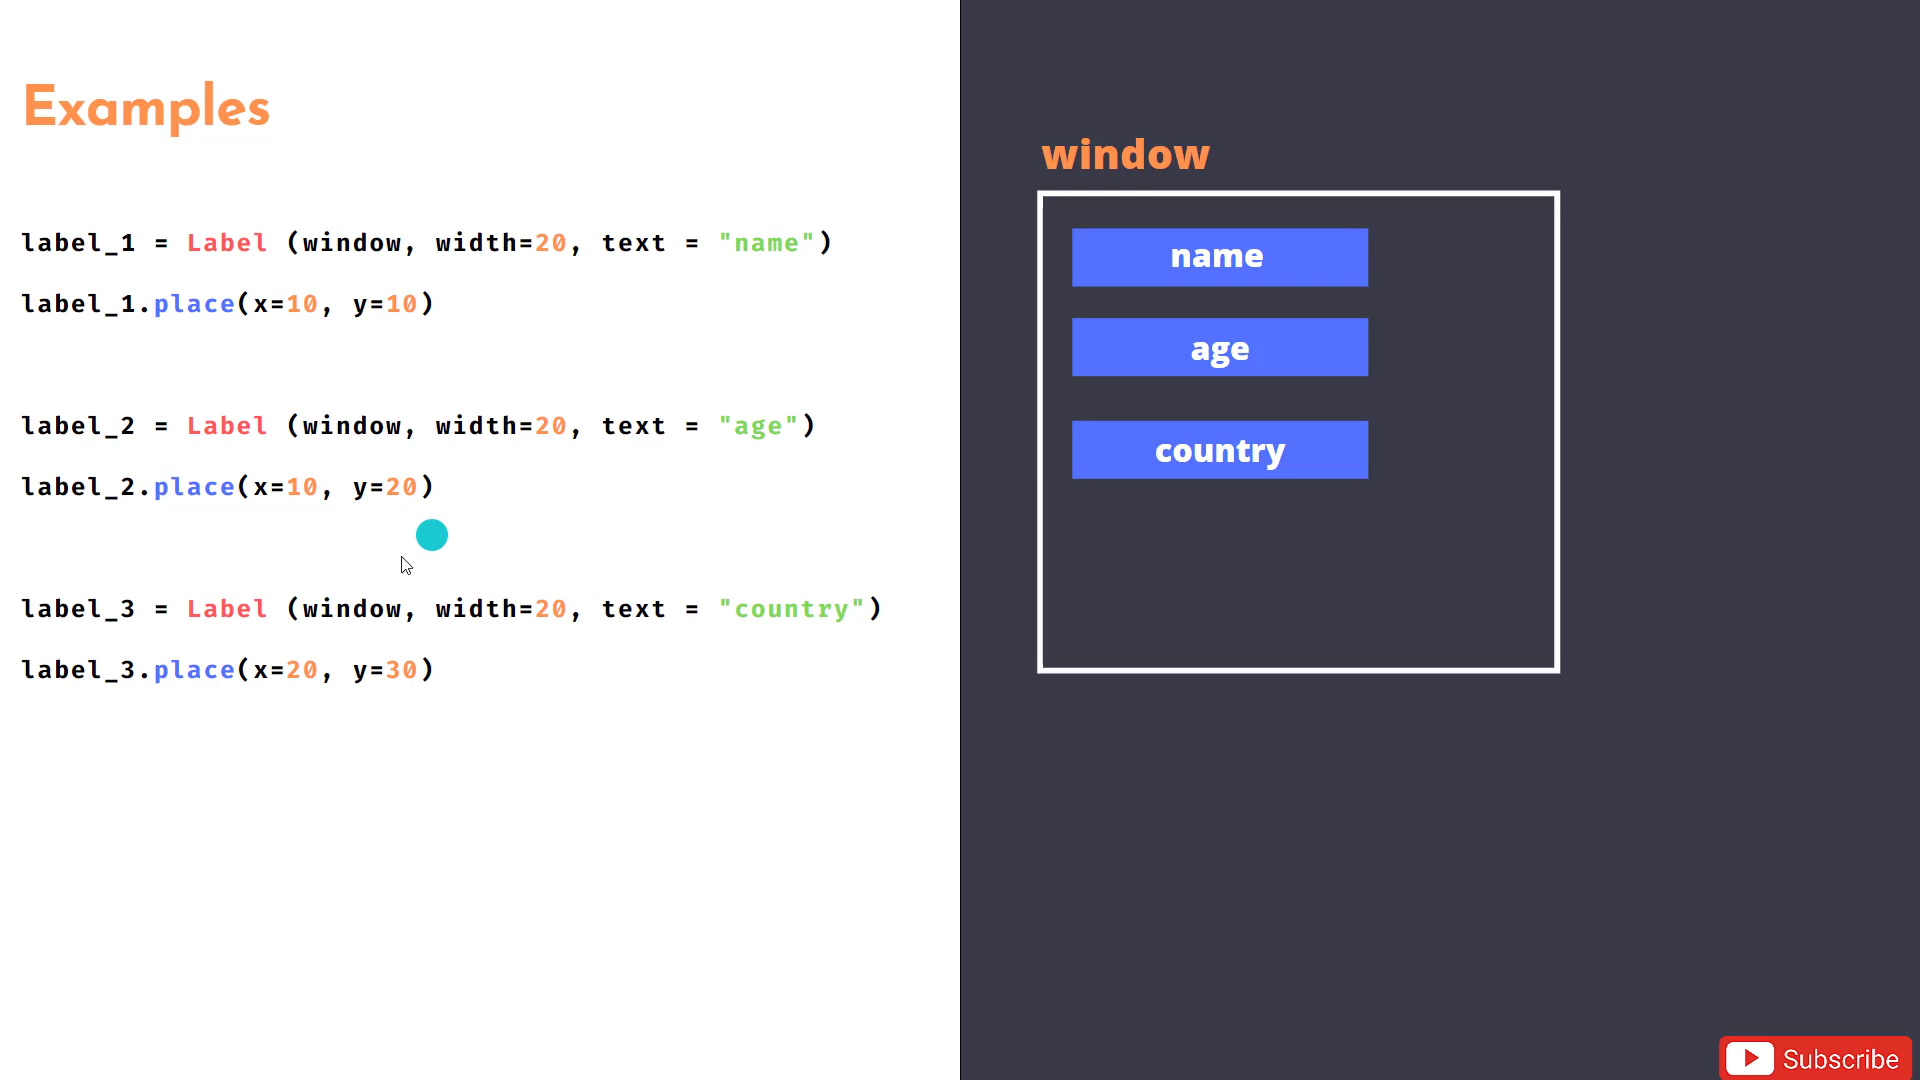 Examples
label_1 = Label (window, width=20, text = "name")
label_1.place(x=10, y=10)
label_2 = Label (window, width=20, text = "age")
label_2.place(x=10, y=20)
label_3 = Label (window, width=20, text = "country")
label_3.place(x=20, y=30)
window
name
age
country
Subscribe